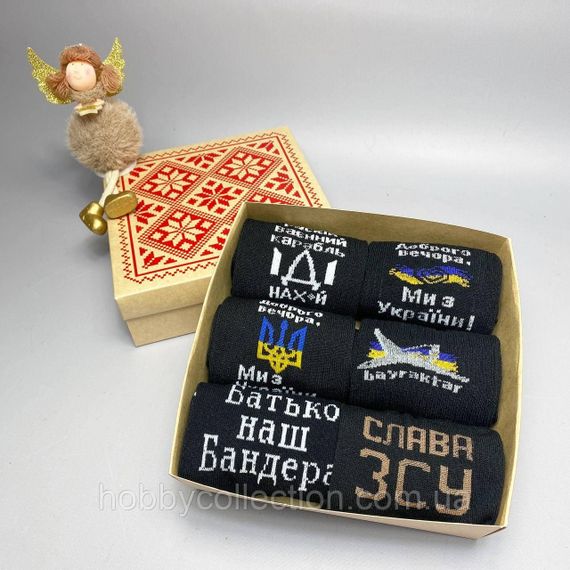 ваєнний
карабль
ІДІ
НАХ*Й
Доброго
вечора,
Ми з
України!
Доброго
вечора,
Ми з
bayraktar
Батько
наш
Бандера
СЛАВА
ЗСУ
hobbycollection.com.ua